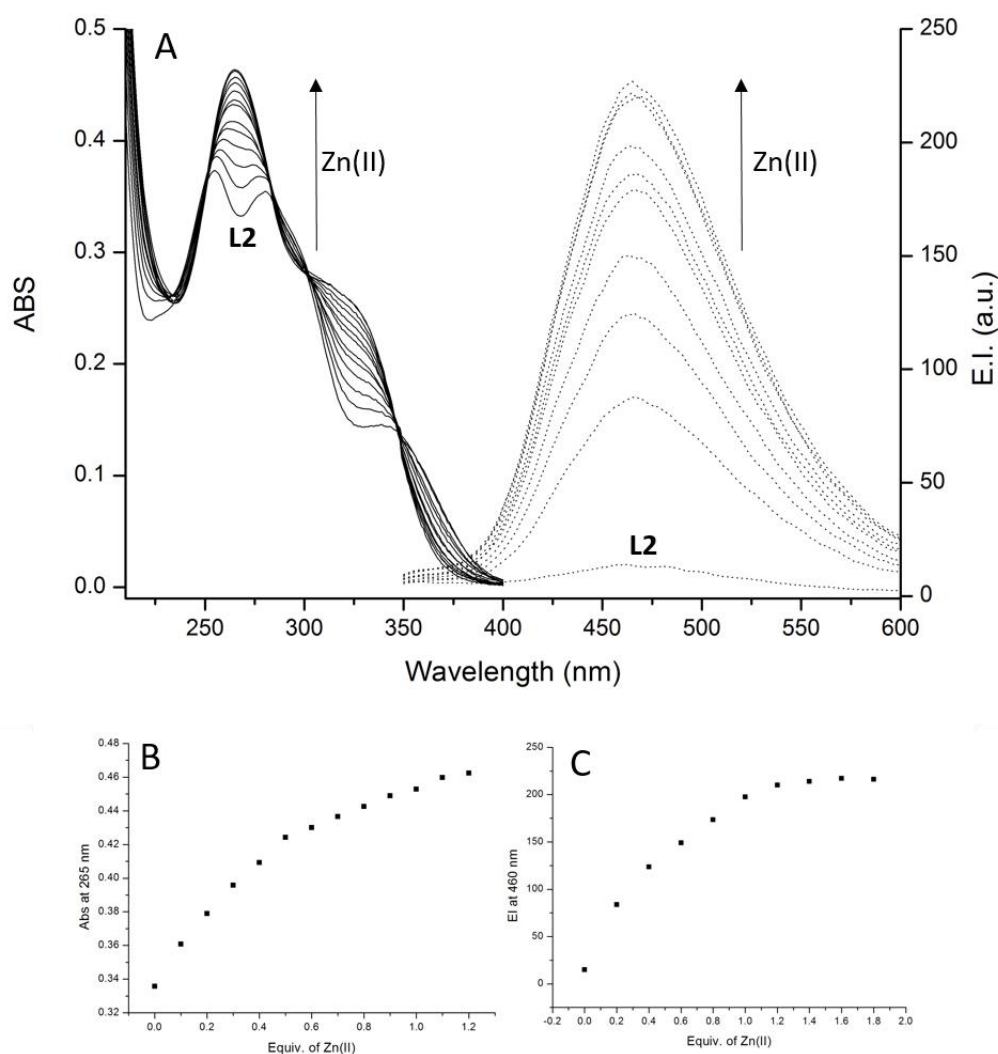 A
0.5
0.4
0.3
0.2
0.1
0.0
ABS
250
200
150
100
50
0
E.I. (a.u.)
Zn(II)
Zn(II)
L2
L2
250 300 350 400 450 500 550 600
Wavelength (nm)
B
0.48
0.46
0.44
0.42
0.40
0.38
0.36
0.34
0.32
Abs at 265 nm
0.0 0.2 0.4 0.6 0.8 1.0 1.2
Equiv. of Zn(II)
C
250
225
200
175
150
125
100
75
50
25
0
EI at 460 nm
-0.2 0.0 0.2 0.4 0.6 0.8 1.0 1.2 1.4 1.6 1.8 2.0
Equiv. of Zn(II)